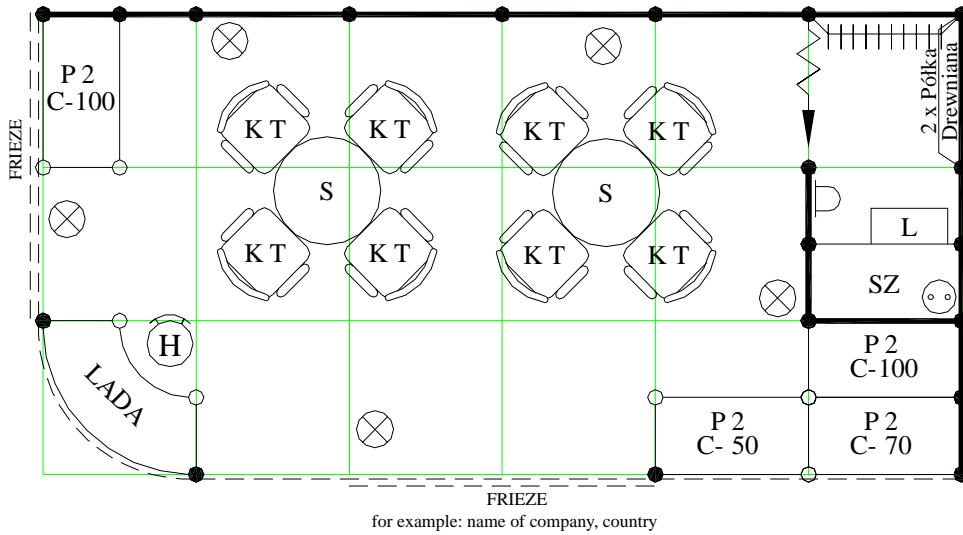 P 2
C-100
FRIEZE
K T
K T
S
K T
K T
K T
K T
S
K T
K T
2 x Półka
Drewniana
L
SZ
H
LADA
P 2
C-100
P 2
C- 50
P 2
C- 70
FRIEZE
for example: name of company, country